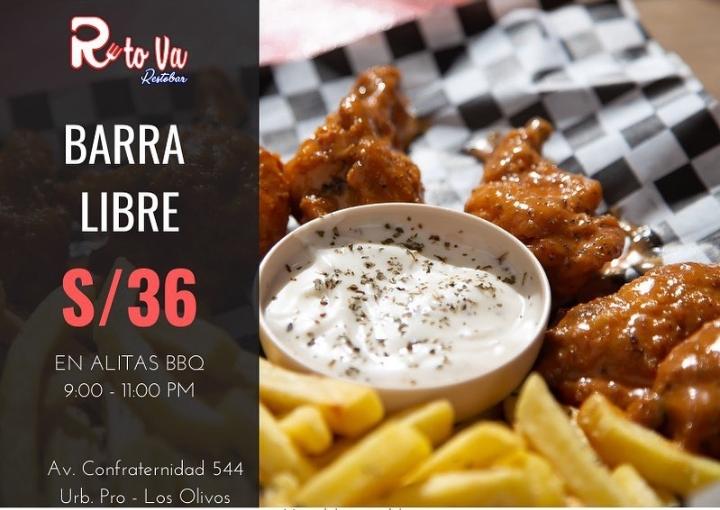 R to Va
Restobar
BARRA
LIBRE
S/36
EN ALITAS BBQ
9:00 - 11:00 PM
Av. Confraternidad 544
Urb. Pro - Los Olivos